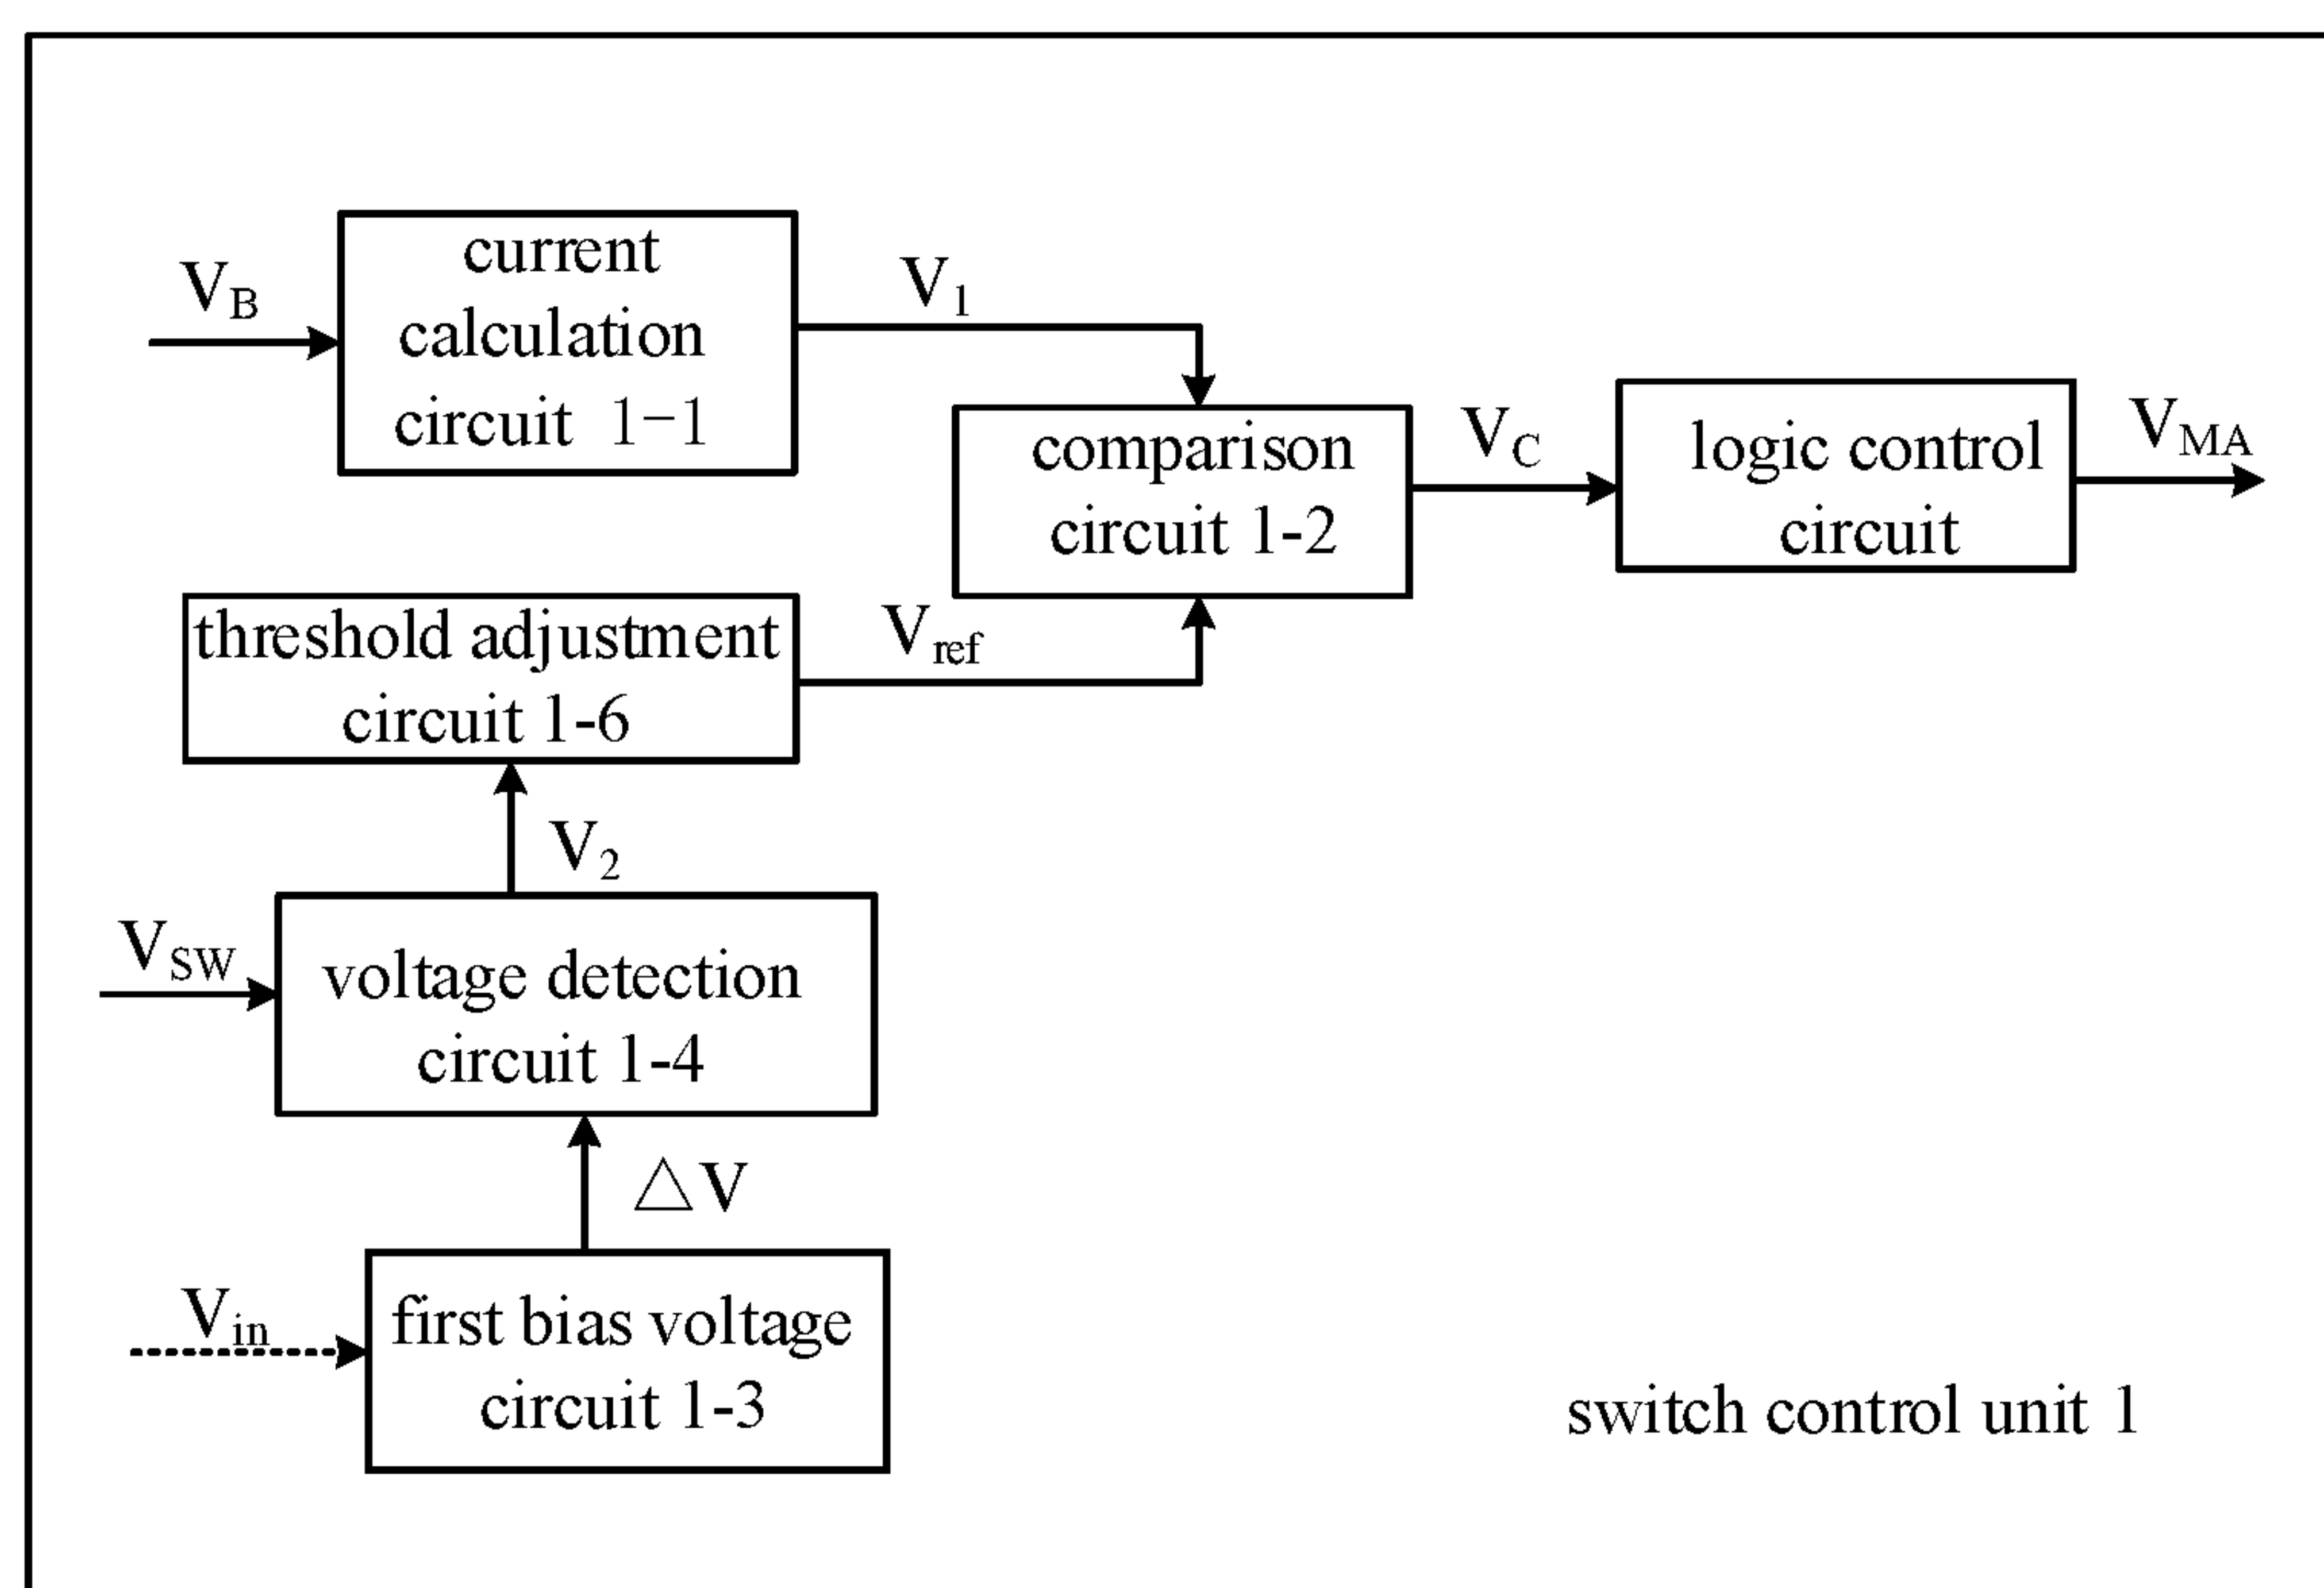 current
calculation
circuit 1-1
V_B
V_1
comparison
circuit 1-2
V_C
logic control
circuit
V_MA
threshold adjustment
circuit 1-6
V_ref
V_2
V_SW
voltage detection
circuit 1-4
△V
V_in
first bias voltage
circuit 1-3
switch control unit 1